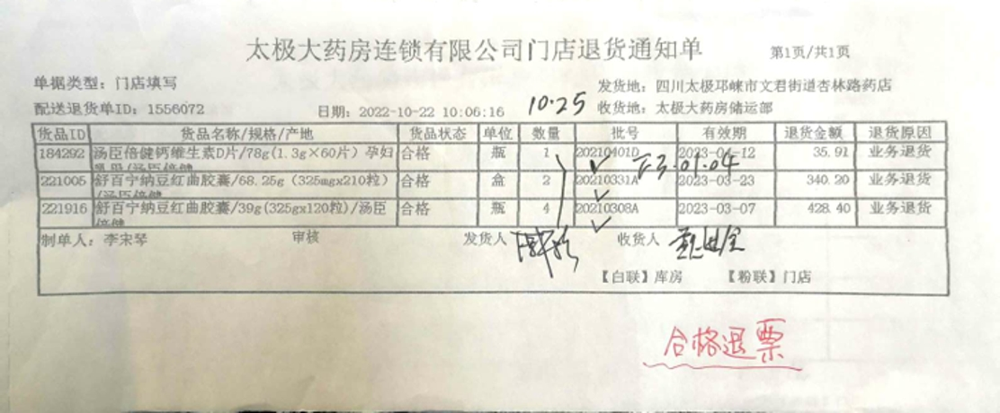 太极大药房连锁有限公司门店退货通知单 第1页/共1页
单据类型：门店填写 发货地：四川太极邛崃市文君街道杏林路药店
配送退货单ID：1556072 日期：2022-10-22 10:06:16 10.25 收货地：太极大药房储运部
货品ID 货品名称/规格/产地 货品状态 单位 数量 批号 有效期 退货金额 退货原因
184292 汤臣倍健钙维生素D片/78g(1.3g×60片）孕妇 合格 瓶 1 20210401D 2023-04-12 35.91 业务退货
/汤臣倍健
221005 舒百宁纳豆红曲胶囊/68.25g（325mgx210粒） 合格 盒 2 20210331A 2023-03-23 340.20 业务退货
/汤臣倍健
221916 舒百宁纳豆红曲胶囊/39g(325gx120粒)/汤臣 合格 瓶 4 20210308A 2023-03-07 428.40 业务退货
倍健
制单人：李宋琴 审核 发货人 收货人
【白联】库房 【粉联】门店
合格退票